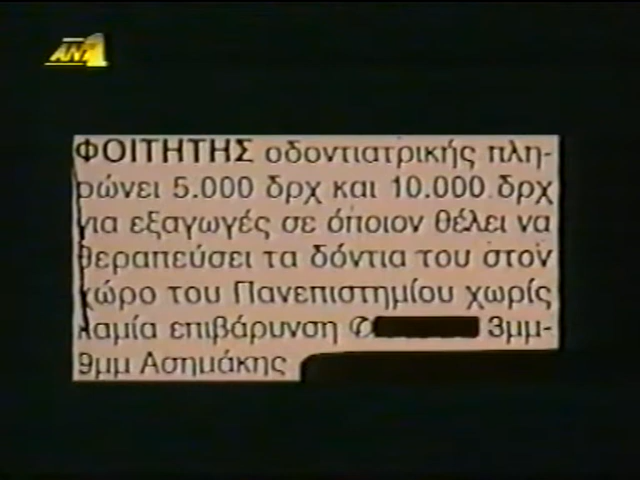 ΑΝΤ1
ΦΟΙΤΗΤΗΣ οδοντιατρικής πλη-
ρώνει 5.000 δρχ και 10.000 δρχ
για εξαγωγές σε όποιον θέλει να
θεραπεύσει τα δόντια του στον
χώρο του Πανεπιστημίου χωρίς
καμία επιβάρυνση ✆ 3μμ-
9μμ Ασημάκης